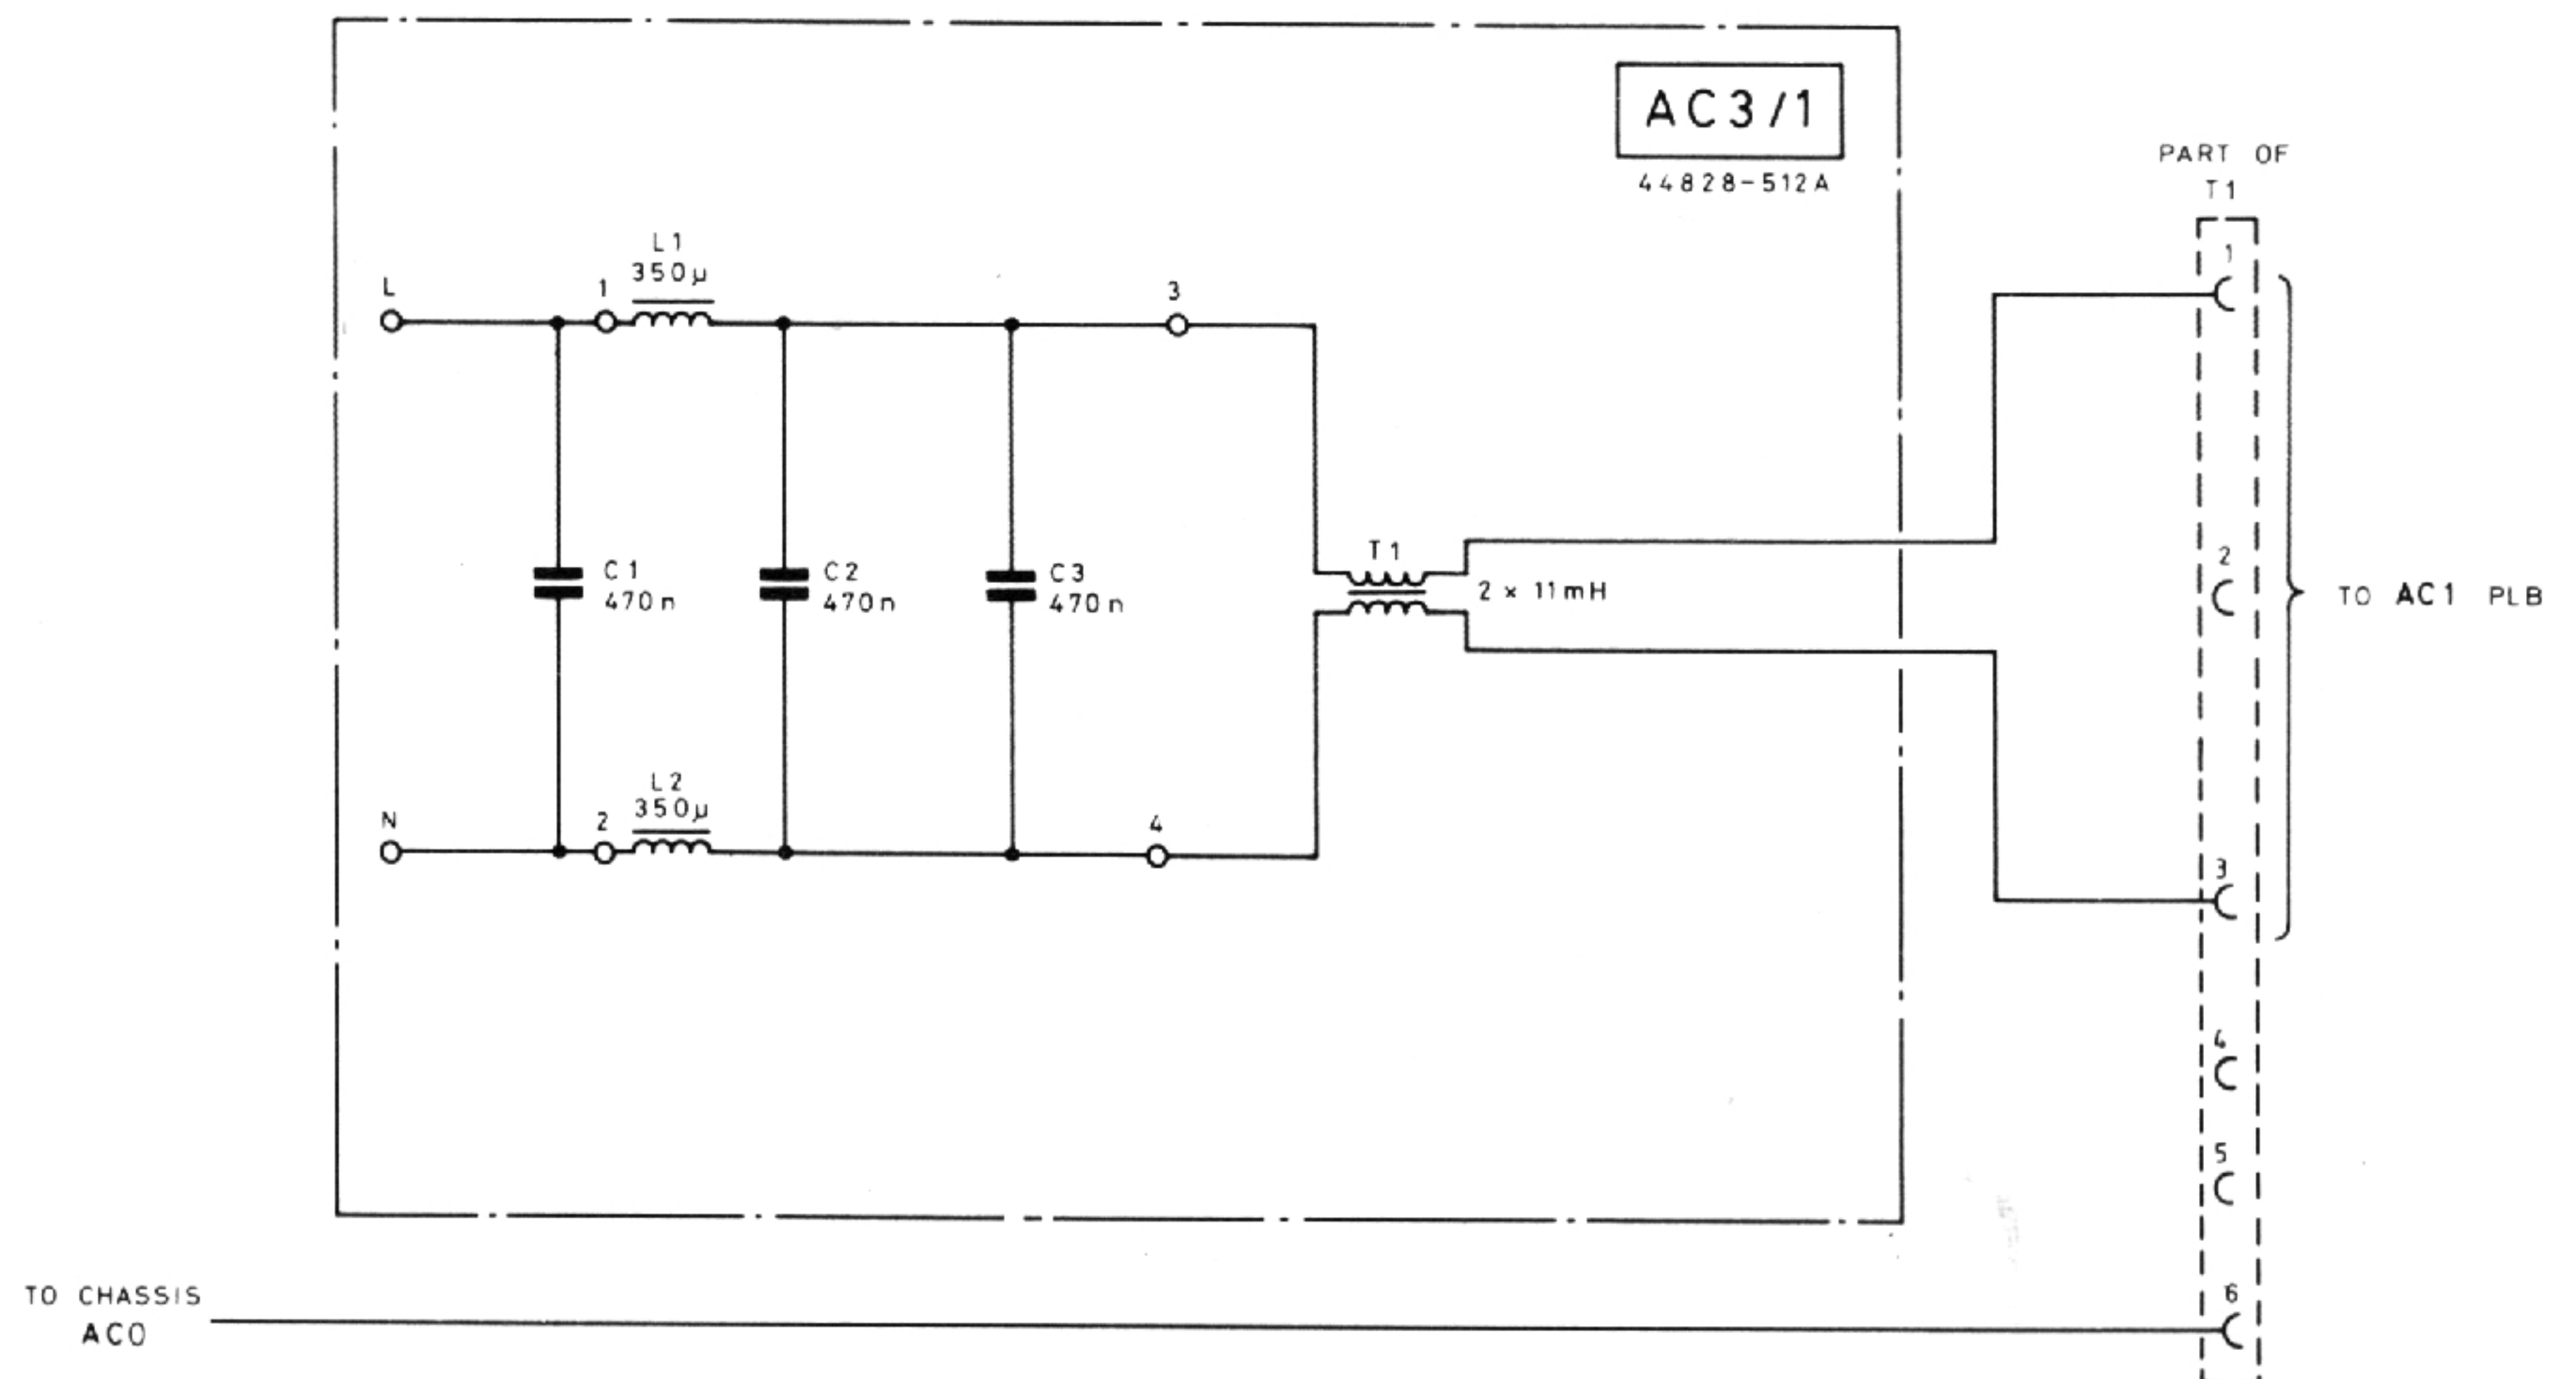 AC3/1
44828-512A
PART OF
T1
1
L1
350µ
L
1
3
2
T1
2 x 11mH
C1
470n
C2
470n
C3
470n
TO AC1 PLB
L2
350µ
N
2
4
3
4
5
6
TO CHASSIS
AC0